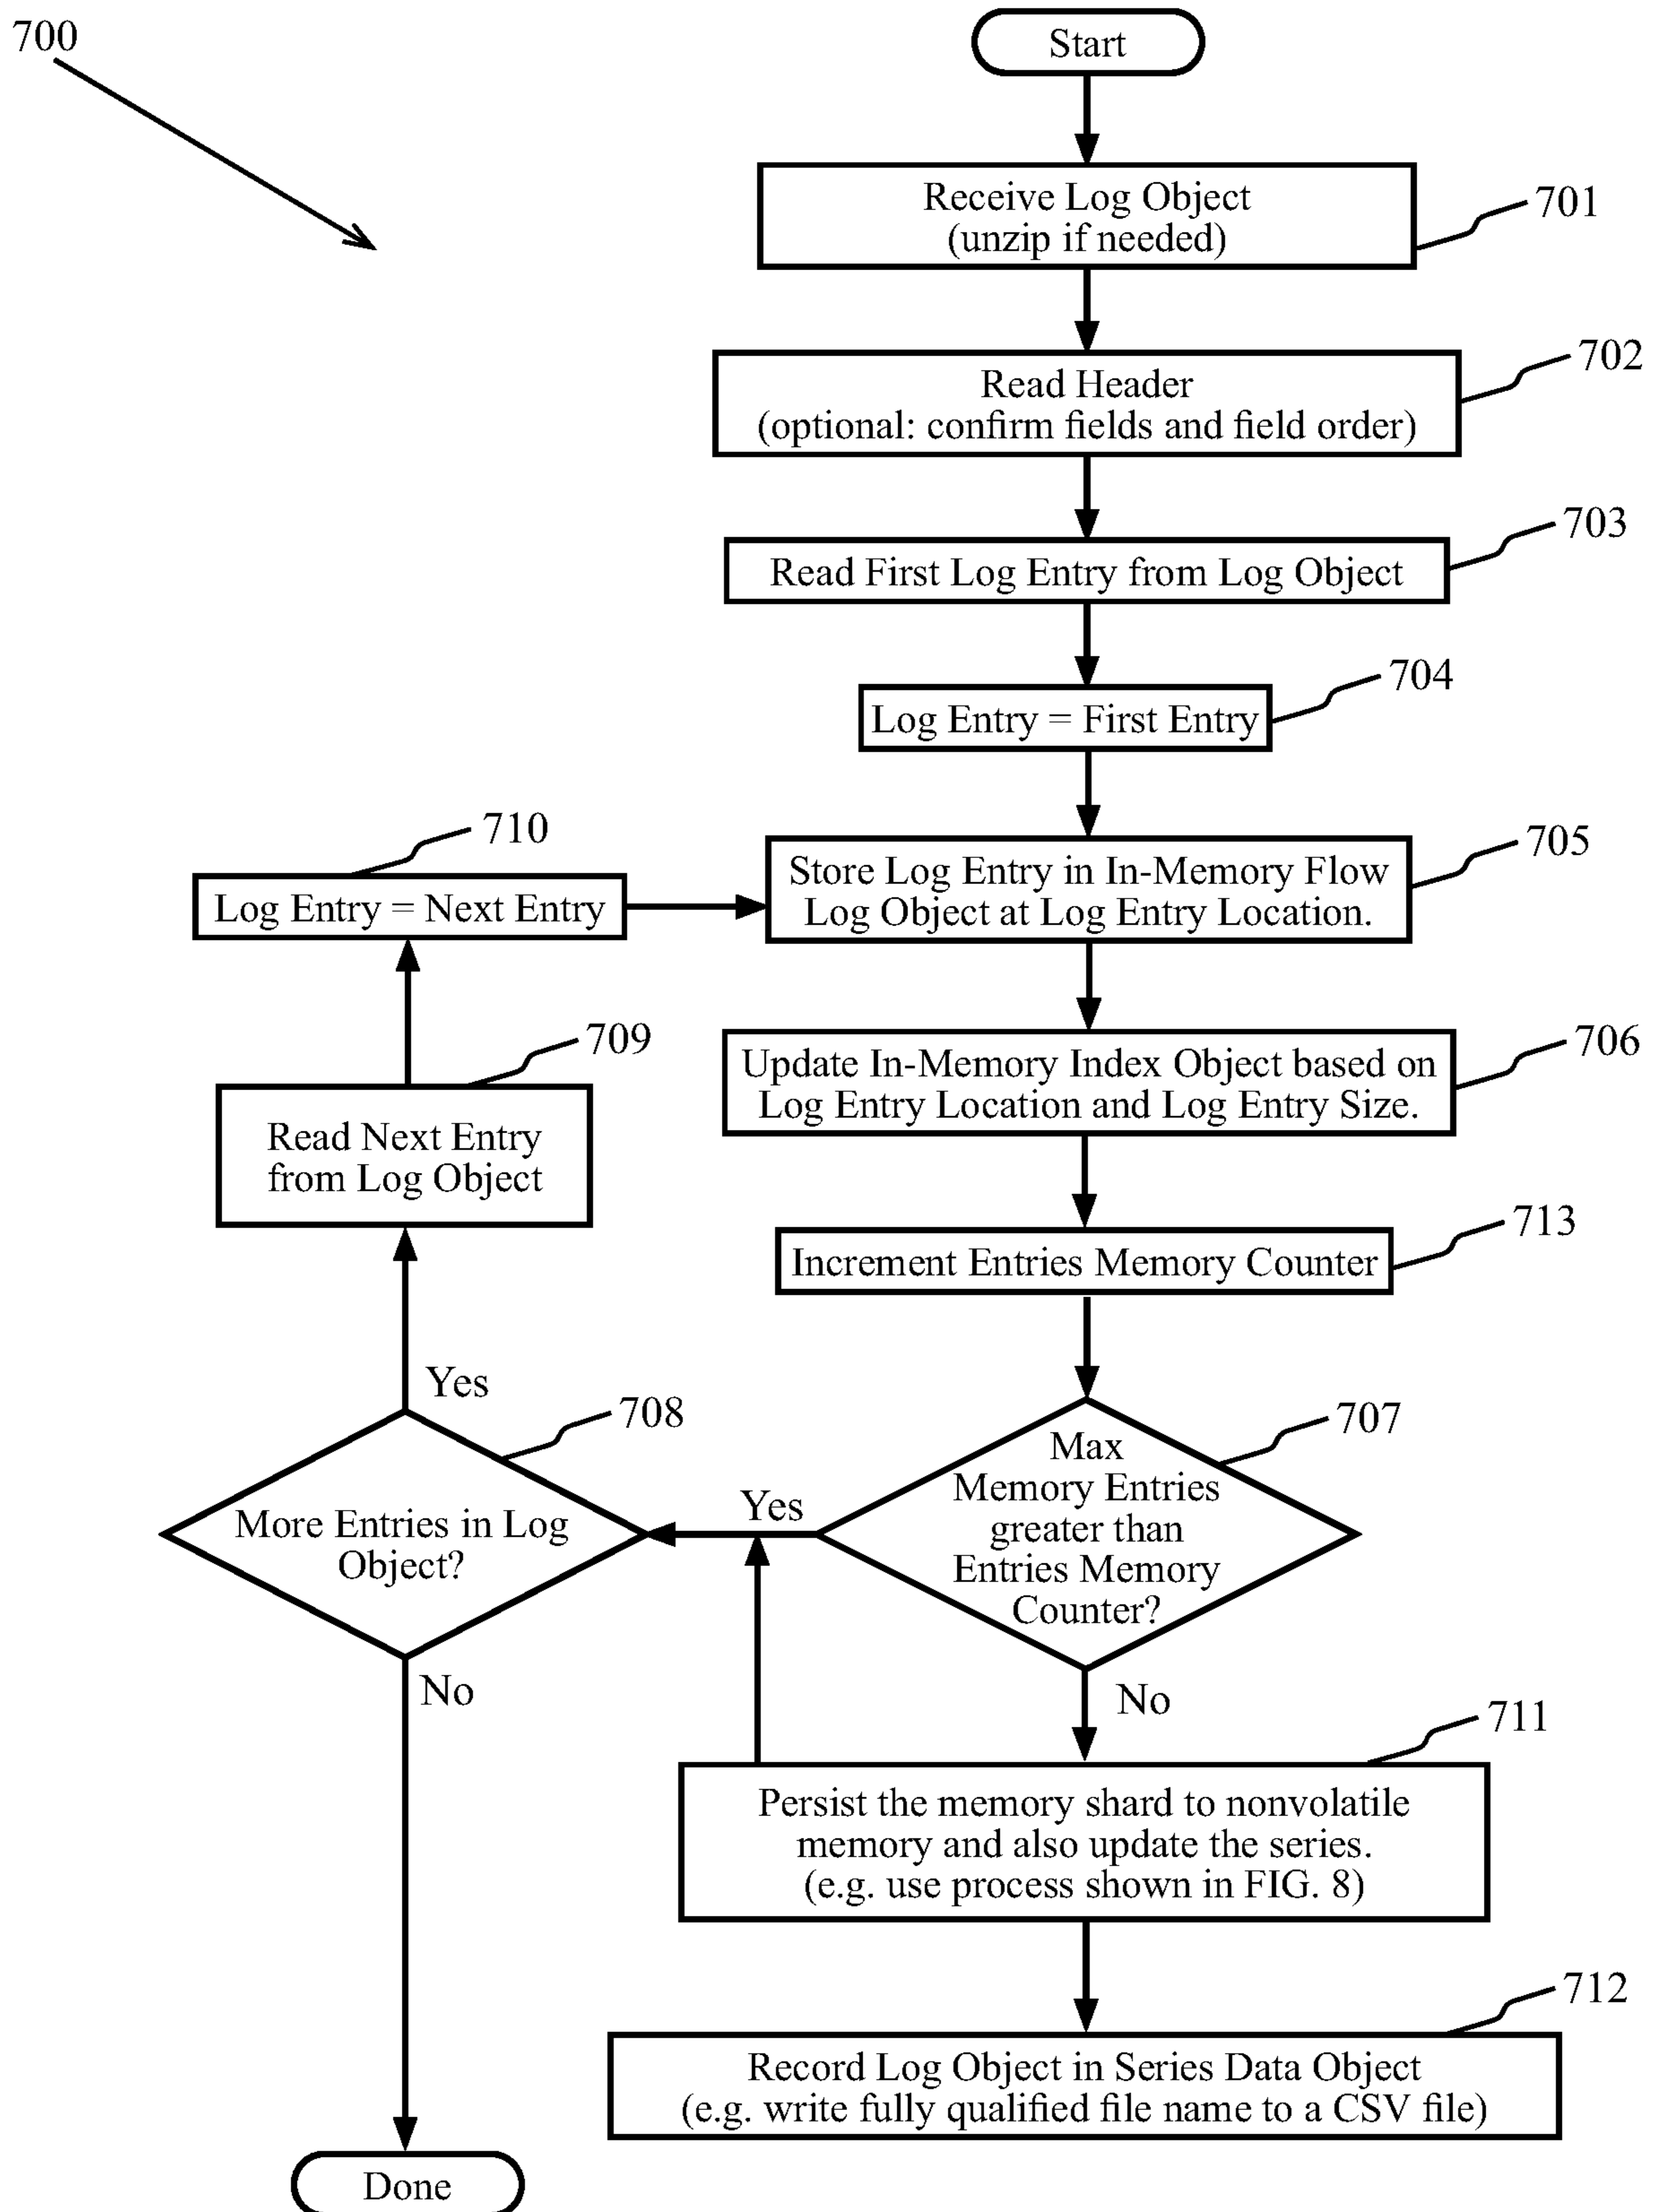 700
Start
Receive Log Object
(unzip if needed)
701
Read Header
(optional: confirm fields and field order)
702
Read First Log Entry from Log Object
703
Log Entry = First Entry
704
710
Log Entry = Next Entry
Store Log Entry in In-Memory Flow
Log Object at Log Entry Location.
705
709
Read Next Entry
from Log Object
Update In-Memory Index Object based on
Log Entry Location and Log Entry Size.
706
Increment Entries Memory Counter
713
Yes
708
More Entries in Log
Object?
No
Yes
Max
Memory Entries
greater than
Entries Memory
Counter?
707
No
711
Persist the memory shard to nonvolatile
memory and also update the series.
(e.g. use process shown in FIG. 8)
712
Record Log Object in Series Data Object
(e.g. write fully qualified file name to a CSV file)
Done